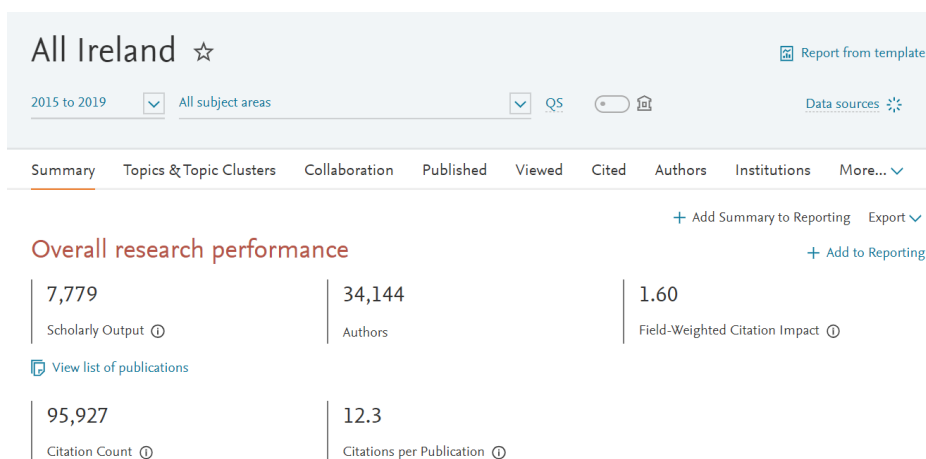 All Ireland
Report from template
2015 to 2019 All subject areas QS Data sources
Summary Topics & Topic Clusters Collaboration Published Viewed Cited Authors Institutions More...
+ Add Summary to Reporting Export
Overall research performance
+ Add to Reporting
7,779 34,144 1.60
Scholarly Output Authors Field-Weighted Citation Impact
View list of publications
95,927 12.3
Citation Count Citations per Publication